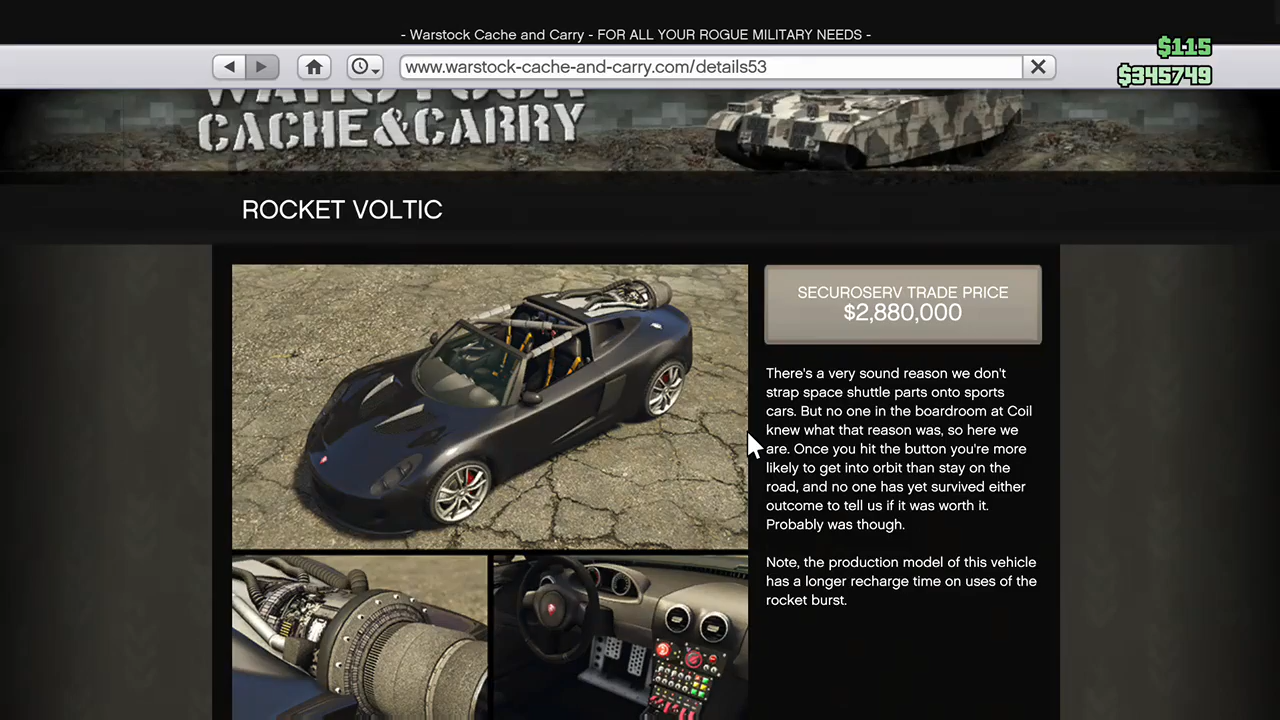 - Warstock Cache and Carry - FOR ALL YOUR ROGUE MILITARY NEEDS -
$115
www.warstock-cache-and-carry.com/details53
$345749
CACHE&CARRY
ROCKET VOLTIC
SECUROSERV TRADE PRICE
$2,880,000
There's a very sound reason we don't
strap space shuttle parts onto sports
cars. But no one in the boardroom at Coil
knew what that reason was, so here we
are. Once you hit the button you're more
likely to get into orbit than stay on the
road, and no one has yet survived either
outcome to tell us if it was worth it.
Probably was though.
Note, the production model of this vehicle
has a longer recharge time on uses of the
rocket burst.